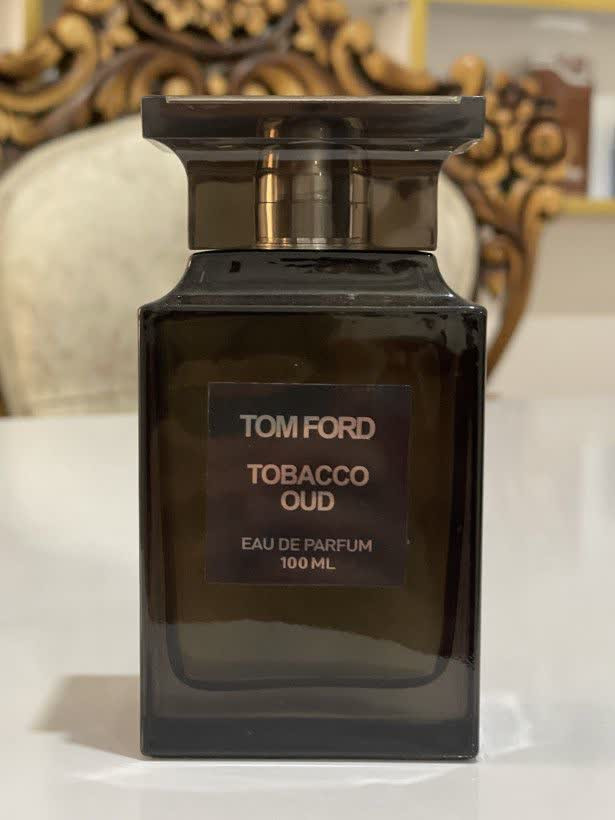 TOM FORD
TOBACCO
OUD
EAU DE PARFUM
100 ML